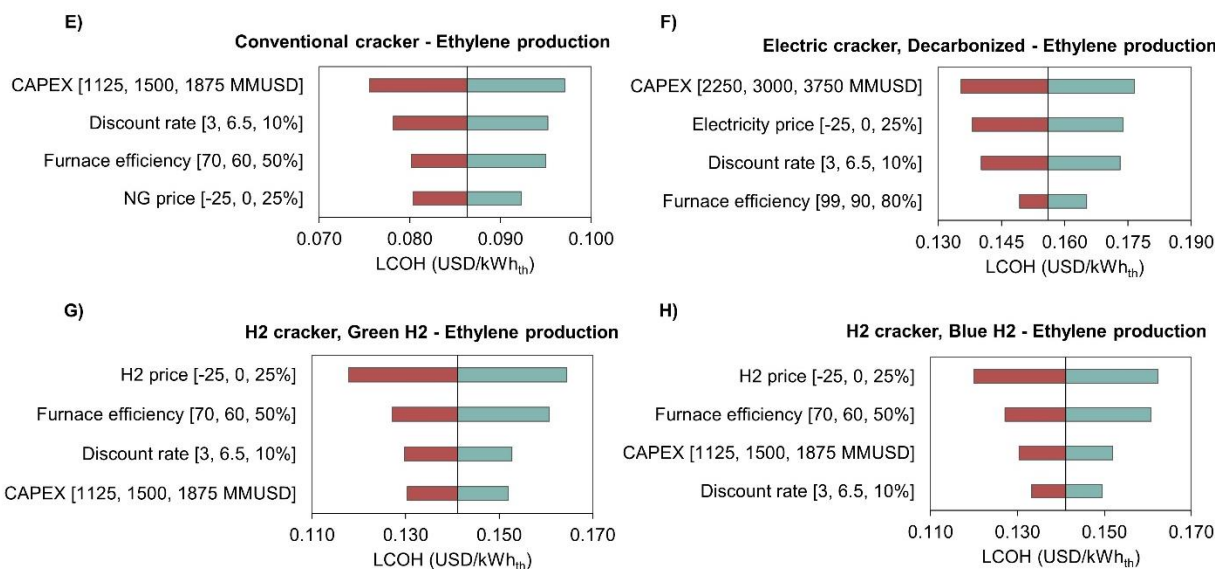 E)
Conventional cracker - Ethylene production
CAPEX [1125, 1500, 1875 MMUSD]
Discount rate [3, 6.5, 10%]
Furnace efficiency [70, 60, 50%]
NG price [-25, 0, 25%]
0.070 0.080 0.090 0.100
LCOH (USD/kWhth)
F)
Electric cracker, Decarbonized - Ethylene production
CAPEX [2250, 3000, 3750 MMUSD]
Electricity price [-25, 0, 25%]
Discount rate [3, 6.5, 10%]
Furnace efficiency [99, 90, 80%]
0.130 0.145 0.160 0.175 0.190
LCOH (USD/kWhth)
G)
H2 cracker, Green H2 - Ethylene production
H2 price [-25, 0, 25%]
Furnace efficiency [70, 60, 50%]
Discount rate [3, 6.5, 10%]
CAPEX [1125, 1500, 1875 MMUSD]
0.110 0.130 0.150 0.170
LCOH (USD/kWhth)
H)
H2 cracker, Blue H2 - Ethylene production
H2 price [-25, 0, 25%]
Furnace efficiency [70, 60, 50%]
CAPEX [1125, 1500, 1875 MMUSD]
Discount rate [3, 6.5, 10%]
0.110 0.130 0.150 0.170
LCOH (USD/kWhth)